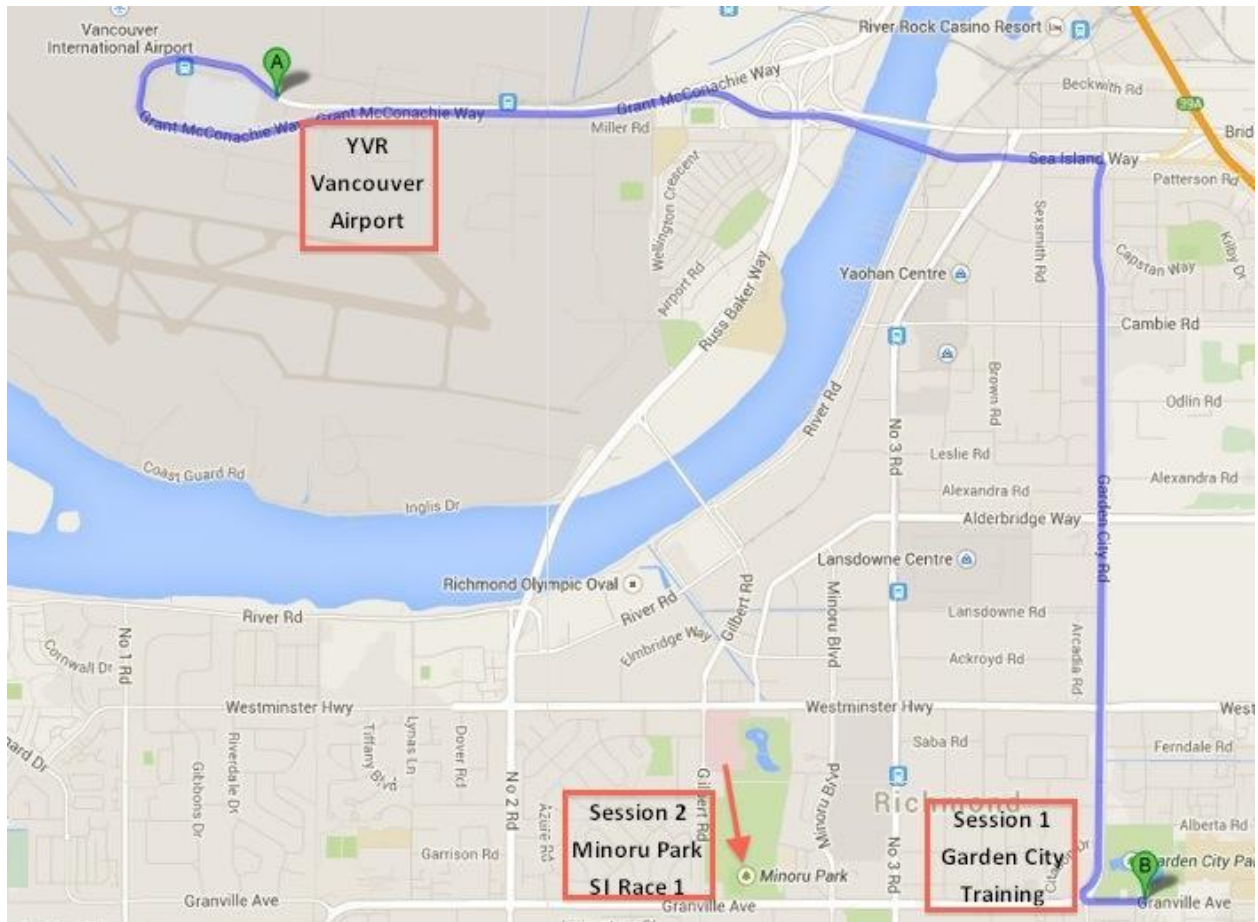 Vancouver
International Airport
River Rock Casino Resort
A
Grant McConachie Way
Beckwith Rd
99A
Grant McConachie Way
Grant McConachie Way
Miller Rd
YVR
Vancouver
Airport
Sea Island Way
Patterson Rd
Wellington Crescent
Sexsmith Rd
Capstan Way
Kilby Dr
Airport Rd
Yaohan Centre
Russ Baker Way
Cambie Rd
Brown Rd
Odlin Rd
River Rd
No 3 Rd
Leslie Rd
Coast Guard Rd
Alexandra Rd
Alexandra Rd
Garden City Rd
Inglis Dr
Alderbridge Way
Lansdowne Centre
Richmond Olympic Oval
River Rd
River Rd
Gilbert Rd
Minoru Blvd
Lansdowne Rd
No 1 Rd
Cornwall Dr
Elmbridge Way
Ackroyd Rd
Arcadia Rd
Westminster Hwy
Westminster Hwy
West
Saba Rd
Ferndale Rd
Gibbons Dr
Riverdale Dr
Tiffany Blvd
Lynas Ln
Dover Rd
No 2 Rd
Azure Rd
Gilbert Rd
Minoru Blvd
No 3 Rd
Richmond
Session 2
Minoru Park
SI Race 1
Session 1
Garden City
Training
Alberta Rd
Garrison Rd
Minoru Park
Citation Dr
B
Granville Ave
Granville Ave
Granville Ave